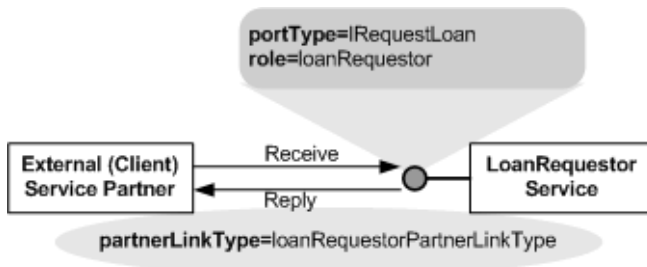 portType=IRequestLoan
role=loanRequestor
External (Client)
Service Partner
Receive
Reply
LoanRequestor
Service
partnerLinkType=loanRequestorPartnerLinkType